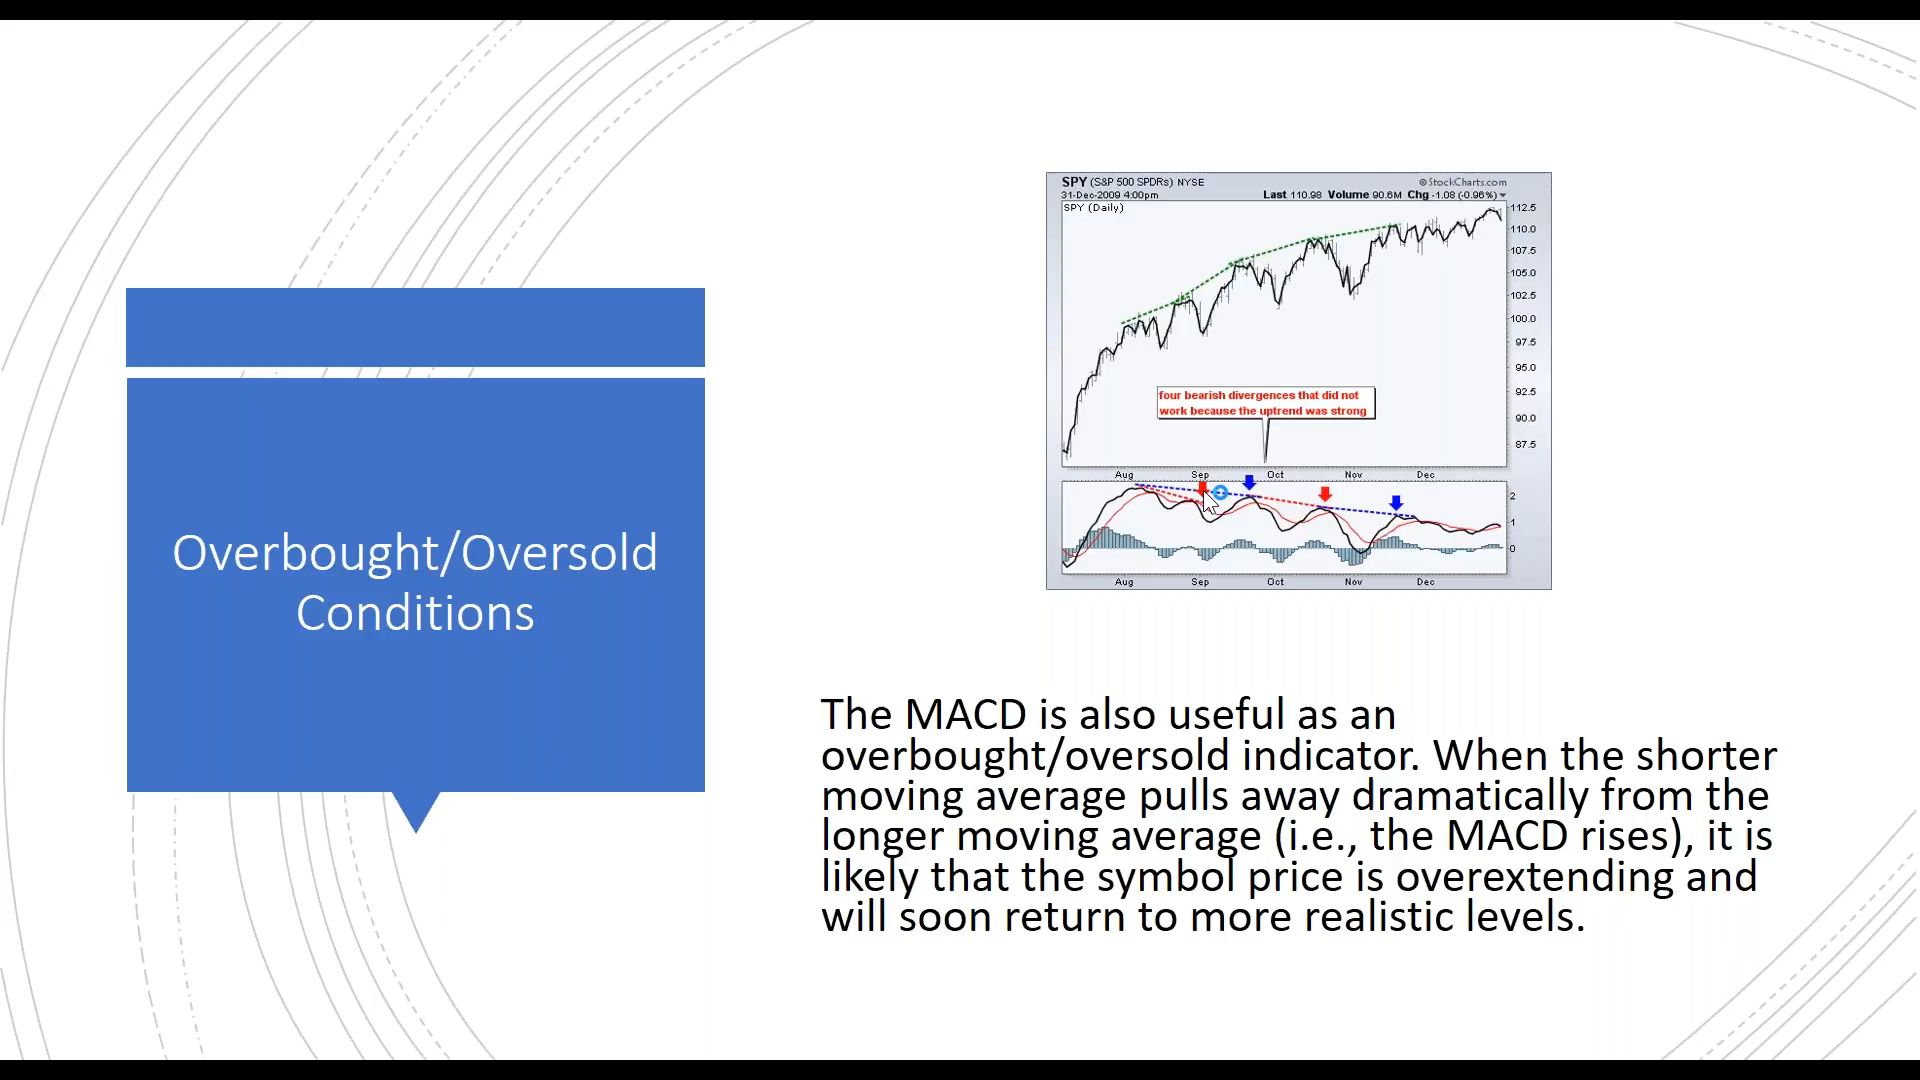 Overbought/Oversold
Conditions
SPY (S&P 500 SPDRs) NYSE
© StockCharts.com
31-Dec-2009 4:00pm
Last 110.98 Volume 90.6M Chg -1.08 (-0.96%)
SPY (Daily)
112.5
110.0
107.5
105.0
102.5
100.0
97.5
95.0
92.5
90.0
87.5
four bearish divergences that did not
work because the uptrend was strong
Aug Sep Oct Nov Dec
2
1
0
Aug Sep Oct Nov Dec
The MACD is also useful as an
overbought/oversold indicator. When the shorter
moving average pulls away dramatically from the
longer moving average (i.e., the MACD rises), it is
likely that the symbol price is overextending and
will soon return to more realistic levels.